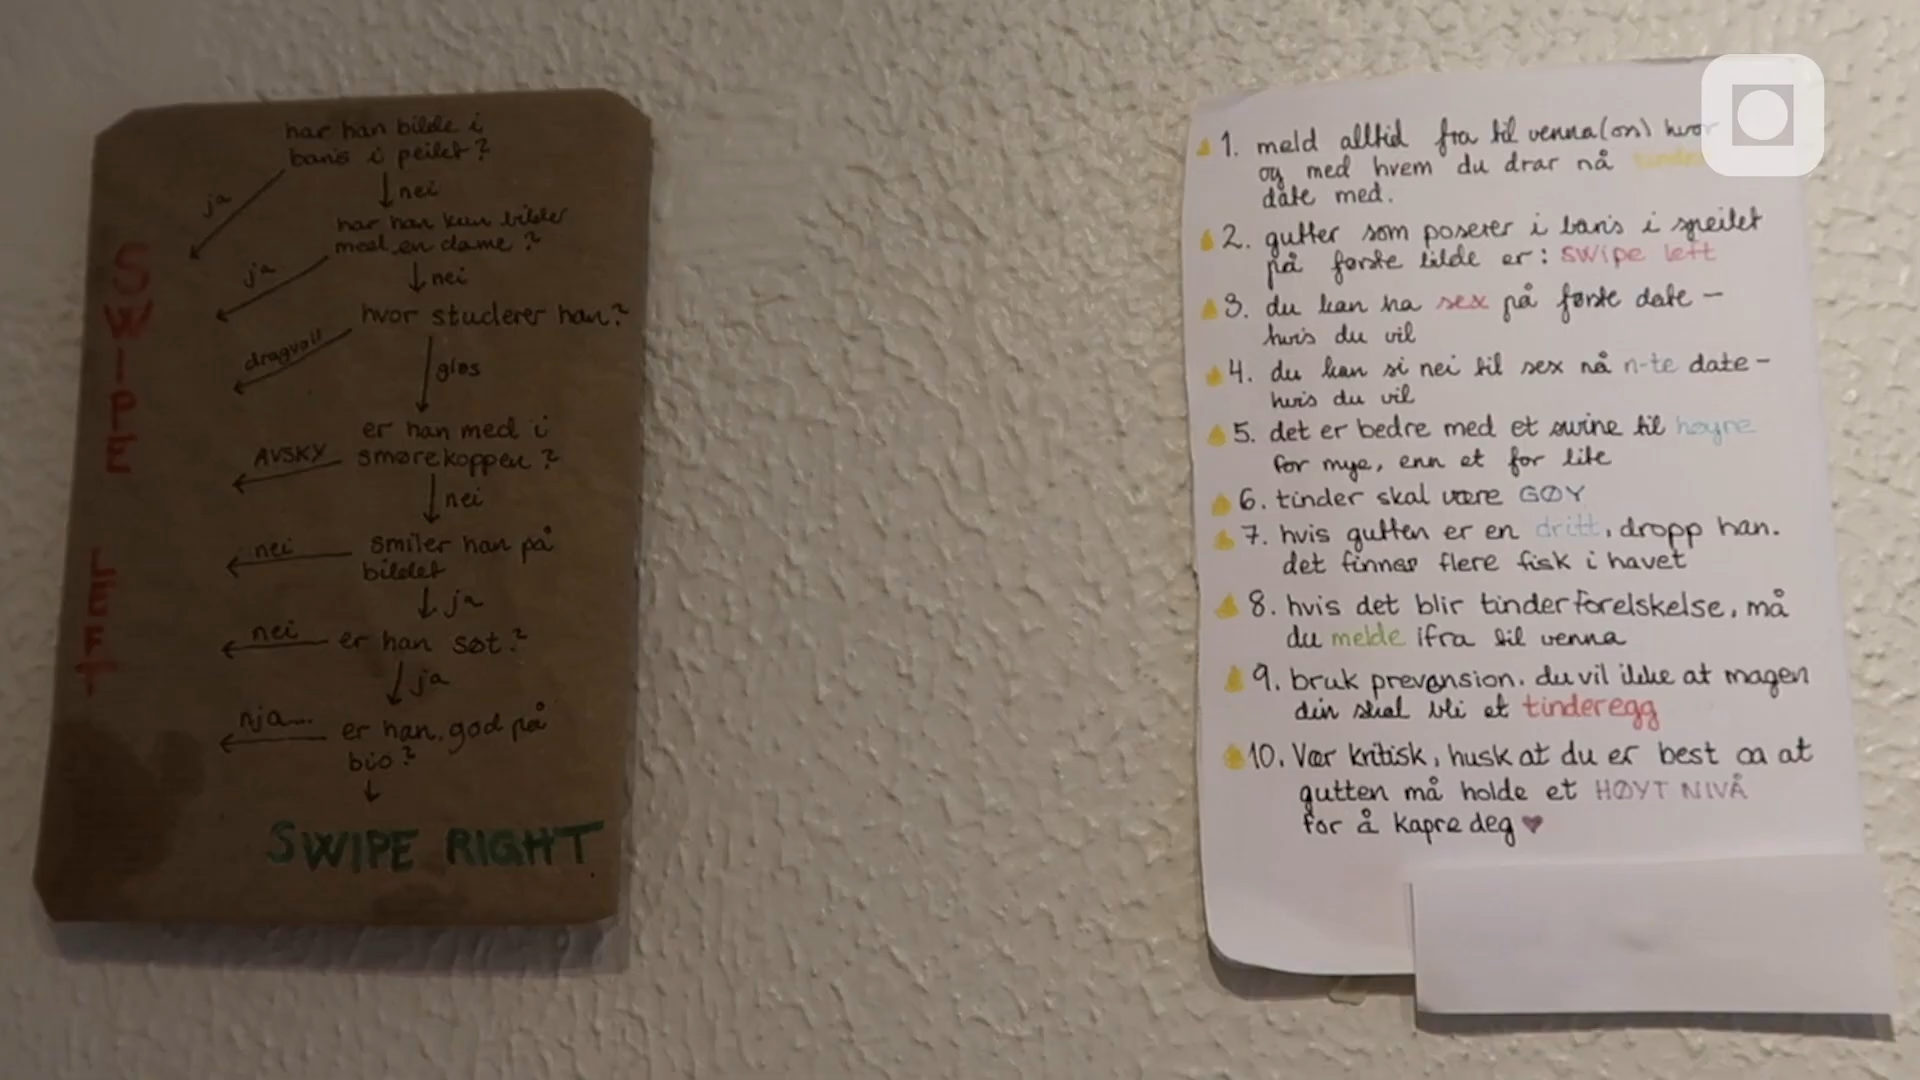 har han bilde i
baris i speilet?
ja
nei
har han kun bilder
med en dame?
ja
nei
hvor studerer han?
dragvoll
gløs
er han med i
smørekoppen?
AVSKY
nei
smiler han på
bildet
nei
ja
er han søt?
nei
ja
er han god på
bio?
nja...
SWIPE LEFT
SWIPE RIGHT
1. meld alltid fra til venna(on) hvor
og med hvem du drar på
date med.
2. gutter som poserer i baris i speilet
på første bilde er: swipe left
3. du kan ha sex på første date -
hvis du vil
4. du kan si nei til sex på n-te date -
hvis du vil
5. det er bedre med et swipe til høyre
for mye, enn et for lite
6. tinder skal være GØY
7. hvis gutten er en dritt, dropp han.
det finnes flere fisk i havet
8. hvis det blir tinderforelskelse, må
du melde ifra til venna
9. bruk prevensjon. du vil ikke at magen
din skal bli et tinderegg
10. Vær kritisk, husk at du er best og at
gutten må holde et HØYT NIVÅ
for å kapre deg ♥